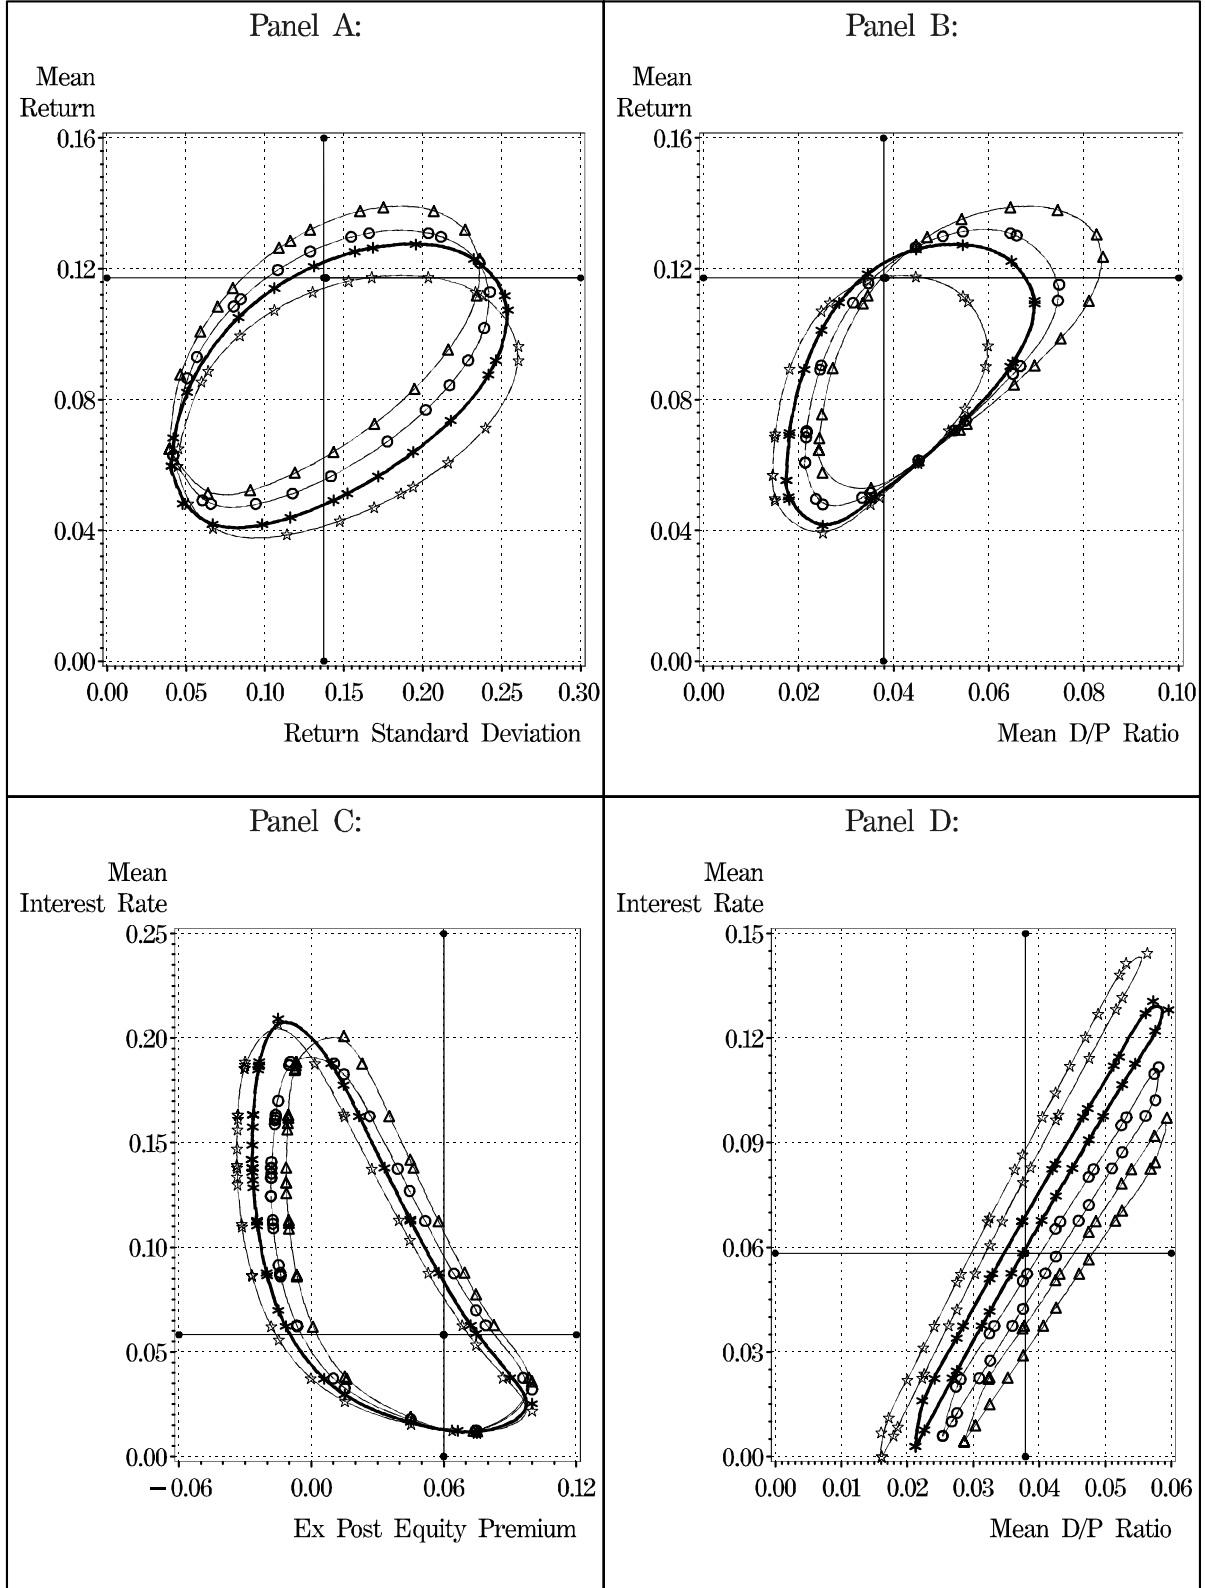 Panel A:
Mean
Return
0.16
0.12
0.08
0.04
0.00
0.00 0.05 0.10 0.15 0.20 0.25 0.30
Return Standard Deviation
Panel B:
Mean
Return
0.16
0.12
0.08
0.04
0.00
0.00 0.02 0.04 0.06 0.08 0.10
Mean D/P Ratio
Panel C:
Mean
Interest Rate
0.25
0.20
0.15
0.10
0.05
0.00
−0.06 0.00 0.06 0.12
Ex Post Equity Premium
Panel D:
Mean
Interest Rate
0.15
0.12
0.09
0.06
0.03
0.00
0.00 0.01 0.02 0.03 0.04 0.05 0.06
Mean D/P Ratio